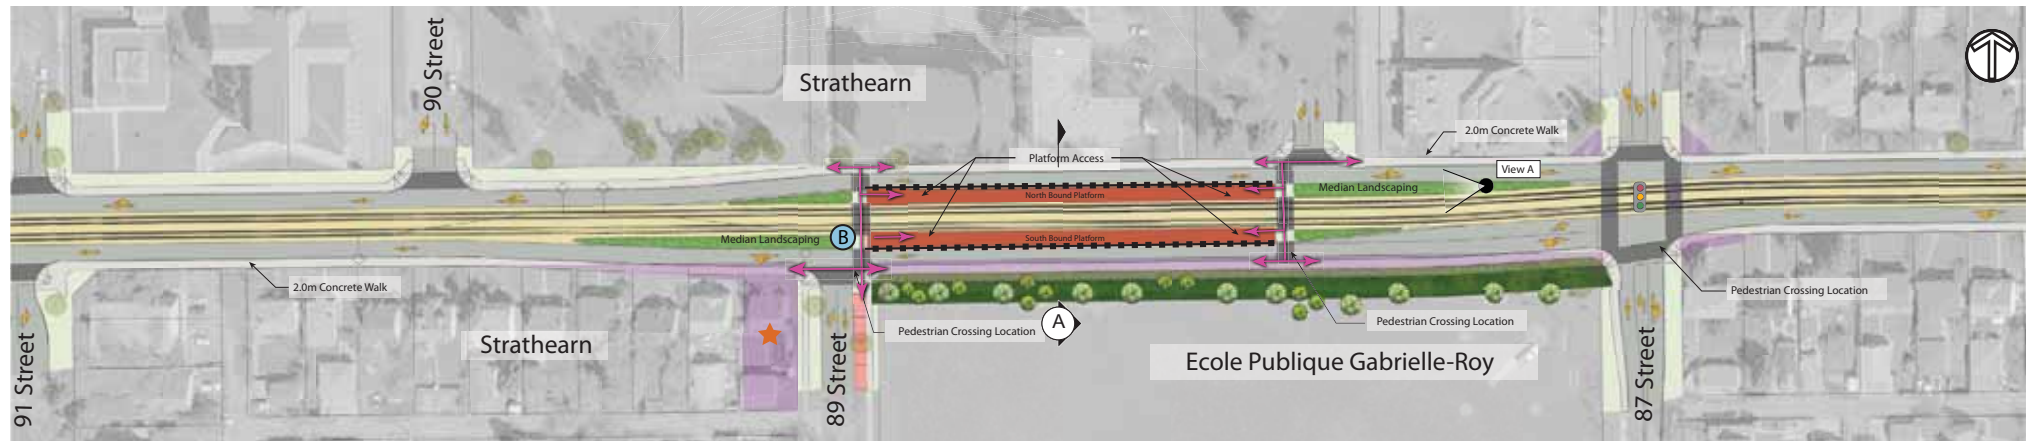 90 Street
Strathearn
2.0m Concrete Walk
Platform Access
View A
Median Landscaping
North Bound Platform
South Bound Platform
Median Landscaping
B
2.0m Concrete Walk
Pedestrian Crossing Location
Pedestrian Crossing Location
A
Pedestrian Crossing Location
Strathearn
Ecole Publique Gabrielle-Roy
91 Street
89 Street
87 Street